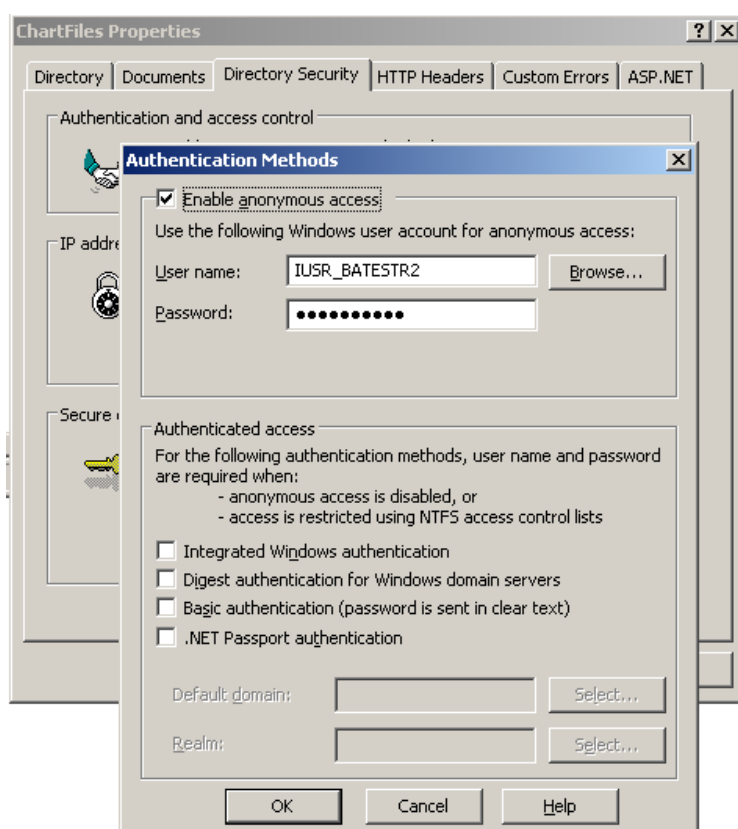 ChartFiles Properties
Directory
Documents
Directory Security
HTTP Headers
Custom Errors
ASP.NET
Authentication and access control
Authentication Methods
Enable anonymous access
Use the following Windows user account for anonymous access:
IP addre
User name:
IUSR_BATESTR2
Browse...
Password:
●●●●●●●●●●
Secure
Authenticated access
For the following authentication methods, user name and password
are required when:
- anonymous access is disabled, or
- access is restricted using NTFS access control lists
Integrated Windows authentication
Digest authentication for Windows domain servers
Basic authentication (password is sent in clear text)
.NET Passport authentication
Default domain:
Select...
Realm:
Select...
OK
Cancel
Help